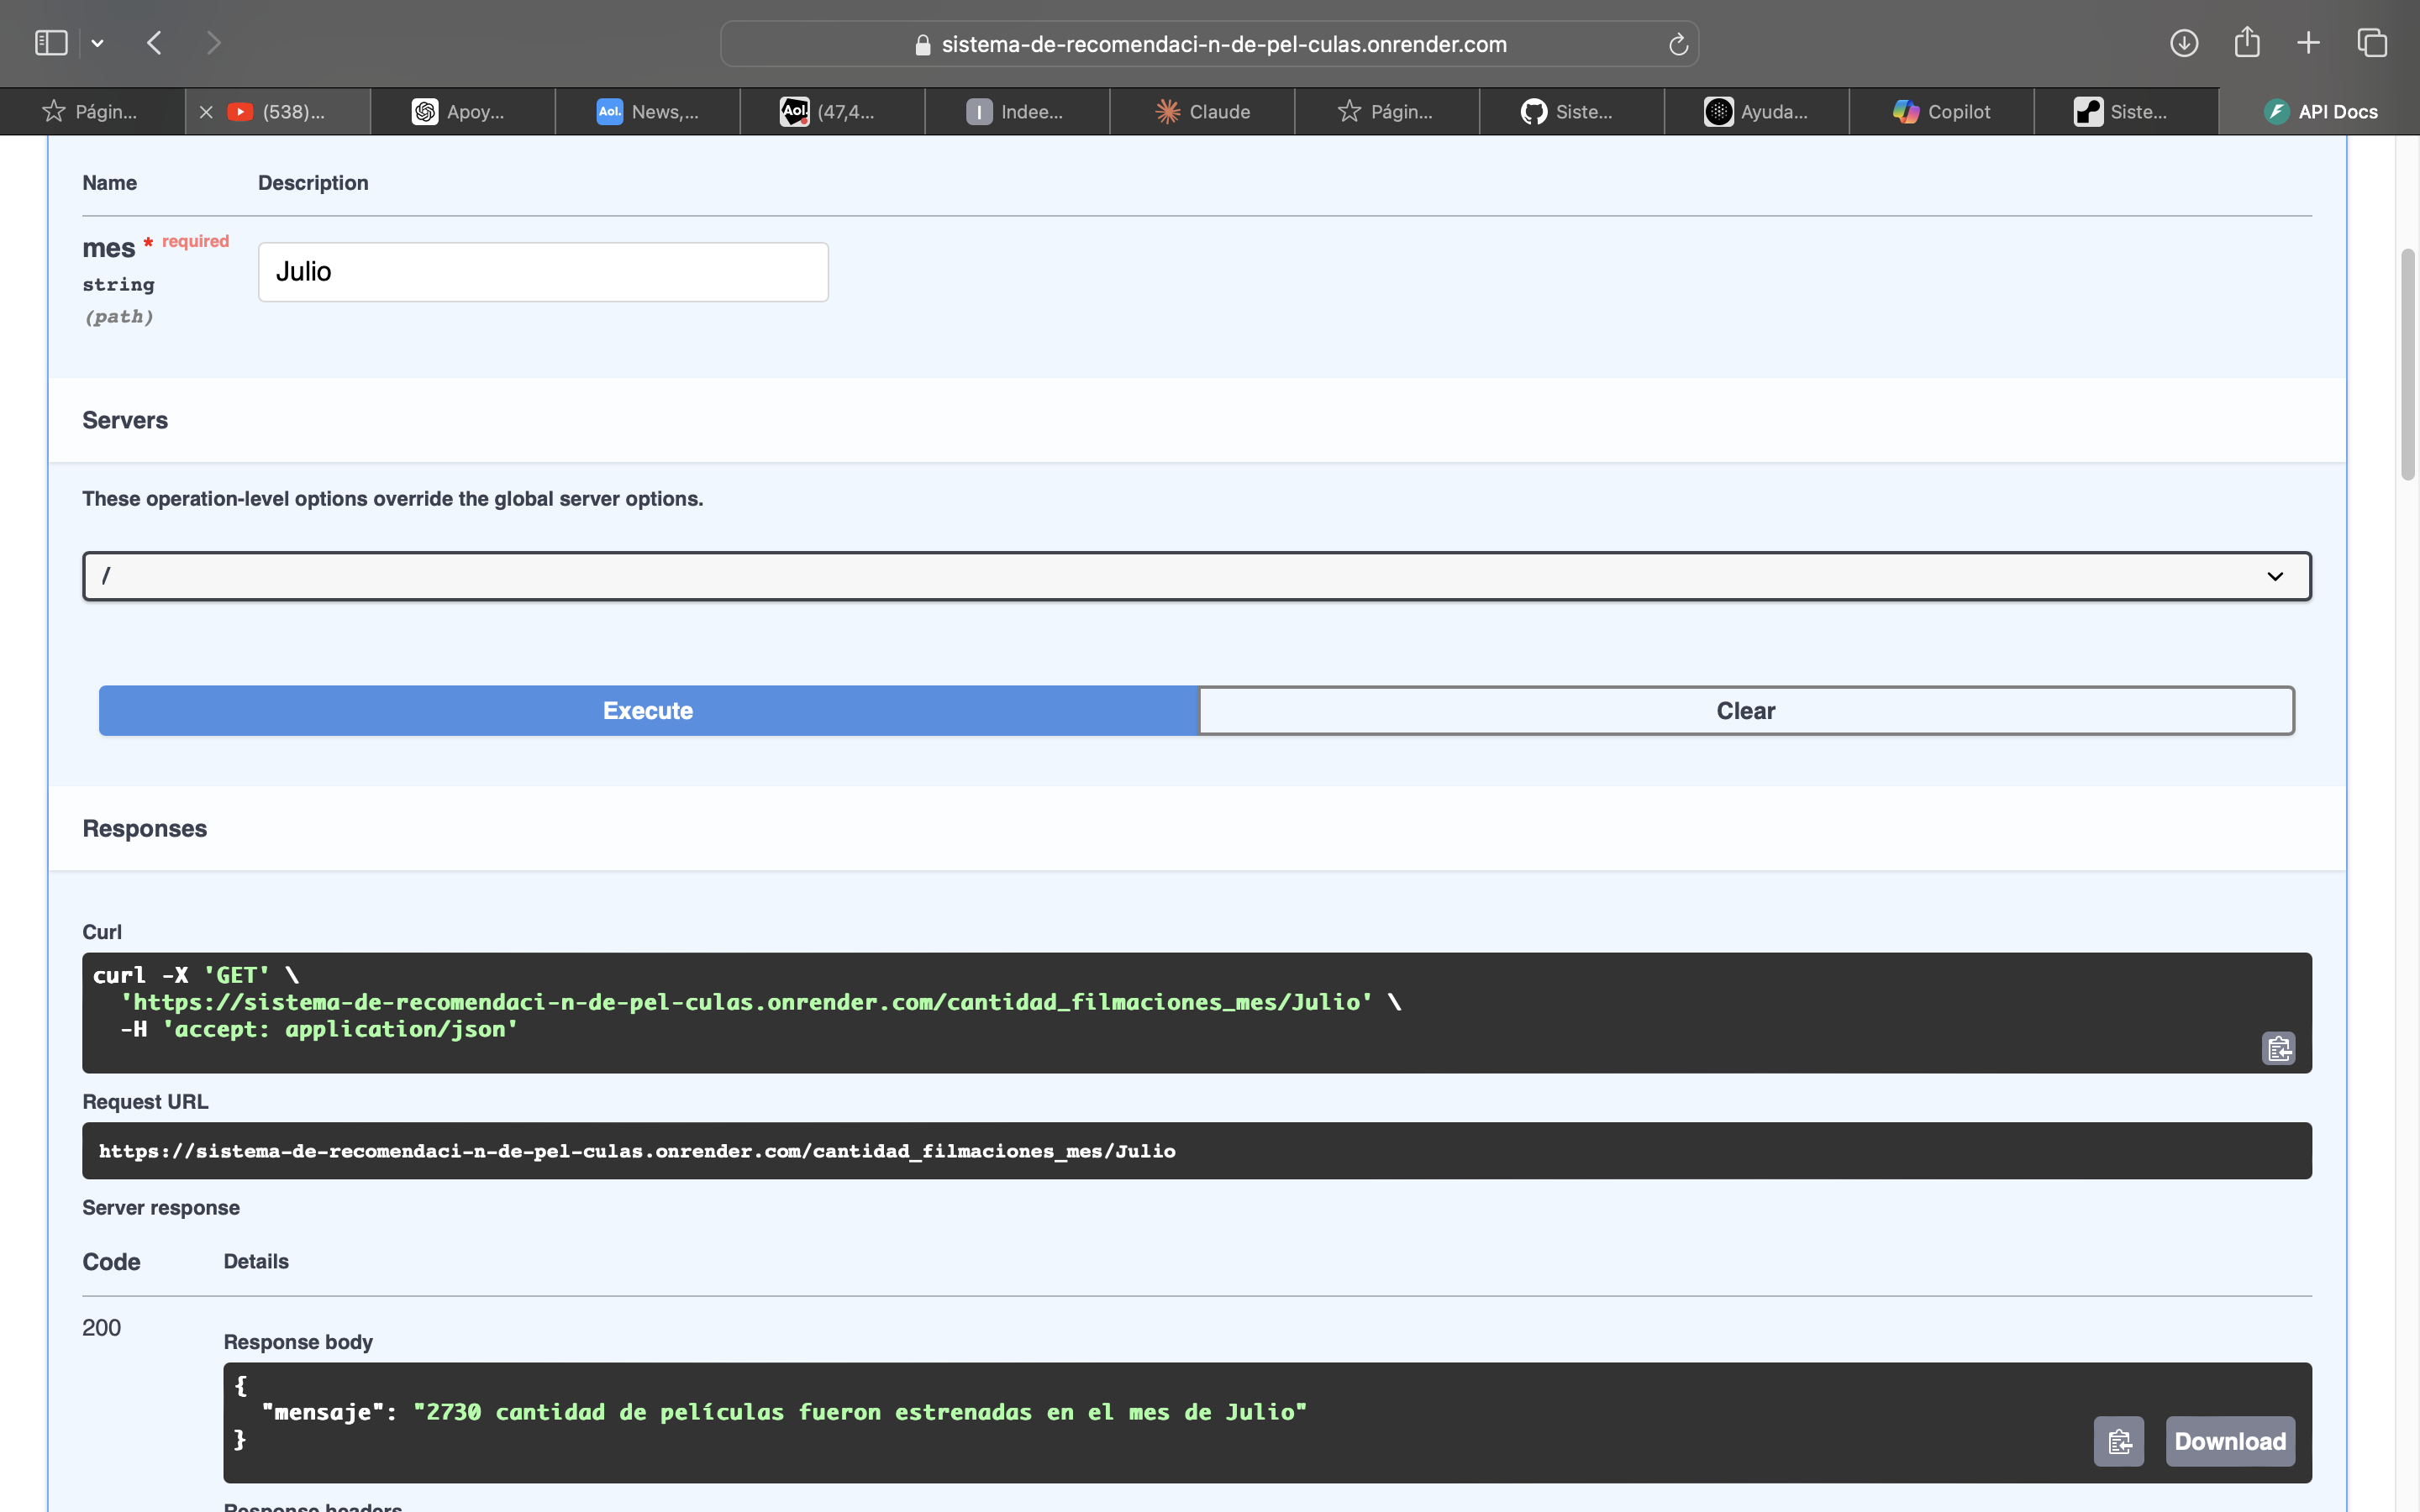 sistema-de-recomendaci-n-de-pel-culas.onrender.com
Págin...
(538)...
Apoy...
Aol.
News,...
Aol.
(47,4...
I
Indee...
Claude
Págin...
Siste...
Ayuda...
Copilot
Siste...
API Docs
Name
Description
mes * required
string
(path)
Julio
Servers
These operation-level options override the global server options.
/
Execute
Clear
Responses
Curl
curl -X 'GET' \
'https://sistema-de-recomendaci-n-de-pel-culas.onrender.com/cantidad_filmaciones_mes/Julio' \
-H 'accept: application/json'
Request URL
https://sistema-de-recomendaci-n-de-pel-culas.onrender.com/cantidad_filmaciones_mes/Julio
Server response
Code
Details
200
Response body
{
"mensaje": "2730 cantidad de películas fueron estrenadas en el mes de Julio"
}
Download
Response headers